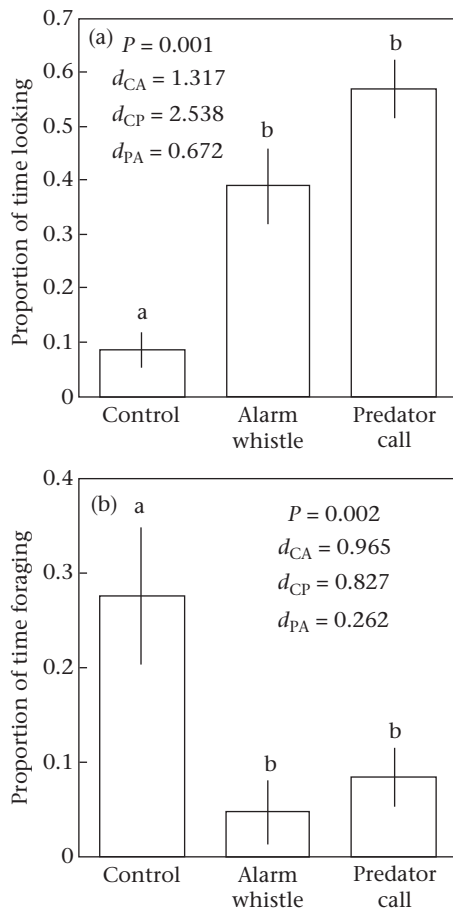 0.7
(a)
P = 0.001
d_CA = 1.317
d_CP = 2.538
d_PA = 0.672
b
b
a
0.6
0.5
0.4
0.3
0.2
0.1
0
Proportion of time looking
Control
Alarm whistle
Predator call
0.4
(b)
a
P = 0.002
d_CA = 0.965
d_CP = 0.827
d_PA = 0.262
b
b
0.3
0.2
0.1
0
Proportion of time foraging
Control
Alarm whistle
Predator call